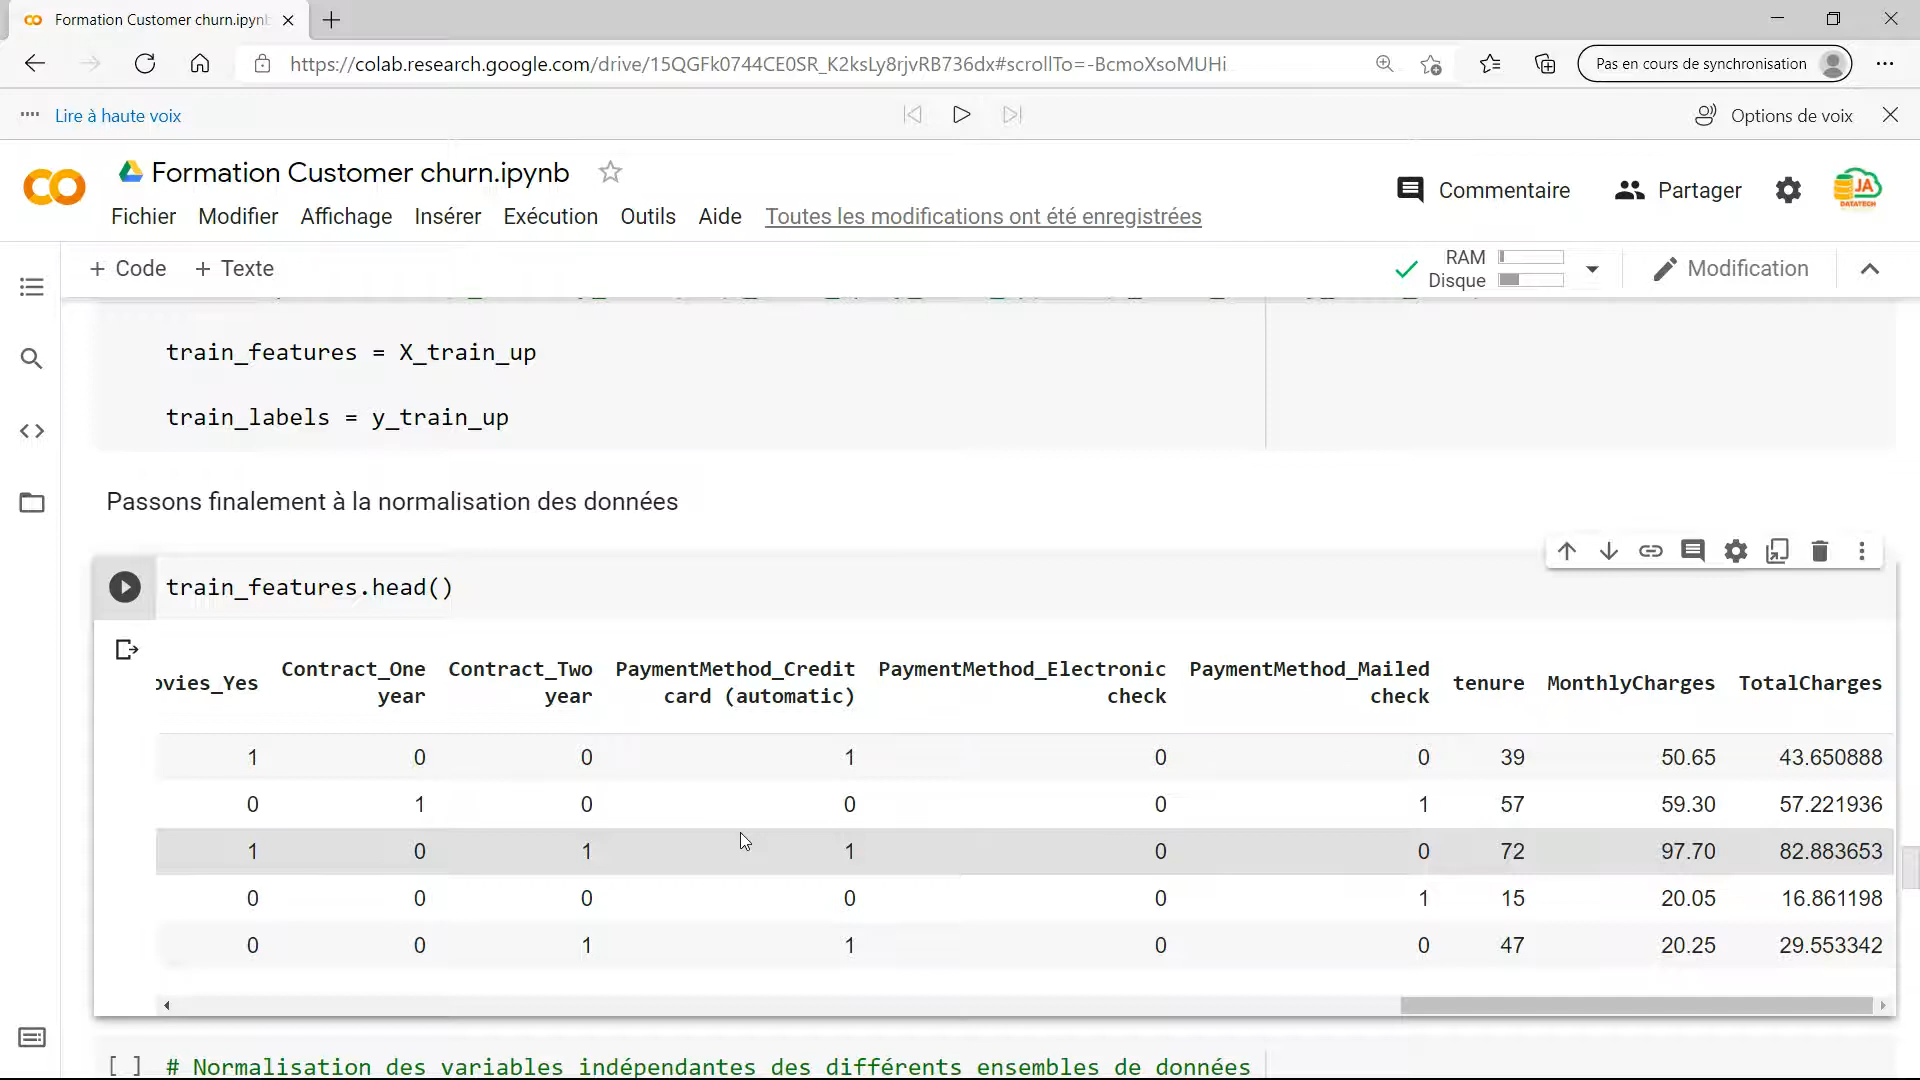 Formation Customer churn.ipynb
https://colab.research.google.com/drive/15QGFk0744CE0SR_K2ksLy8rjvRB736dx#scrollTo=-BcmoXsoMUHi
Pas en cours de synchronisation
Lire à haute voix
Options de voix
Formation Customer churn.ipynb
Commentaire
Partager
JA
DATATECH
Fichier Modifier Affichage Insérer Exécution Outils Aide Toutes les modifications ont été enregistrées
+ Code + Texte
RAM
Disque
Modification
train_features = X_train_up
train_labels = y_train_up
Passons finalement à la normalisation des données
train_features.head()
ovies_Yes Contract_One year Contract_Two year PaymentMethod_Credit card (automatic) PaymentMethod_Electronic check PaymentMethod_Mailed check tenure MonthlyCharges TotalCharges
1 0 0 1 0 0 39 50.65 43.650888
0 1 0 0 0 1 57 59.30 57.221936
1 0 1 1 0 0 72 97.70 82.883653
0 0 0 0 0 1 15 20.05 16.861198
0 0 1 1 0 0 47 20.25 29.553342
[ ] # Normalisation des variables indépendantes des différents ensembles de données